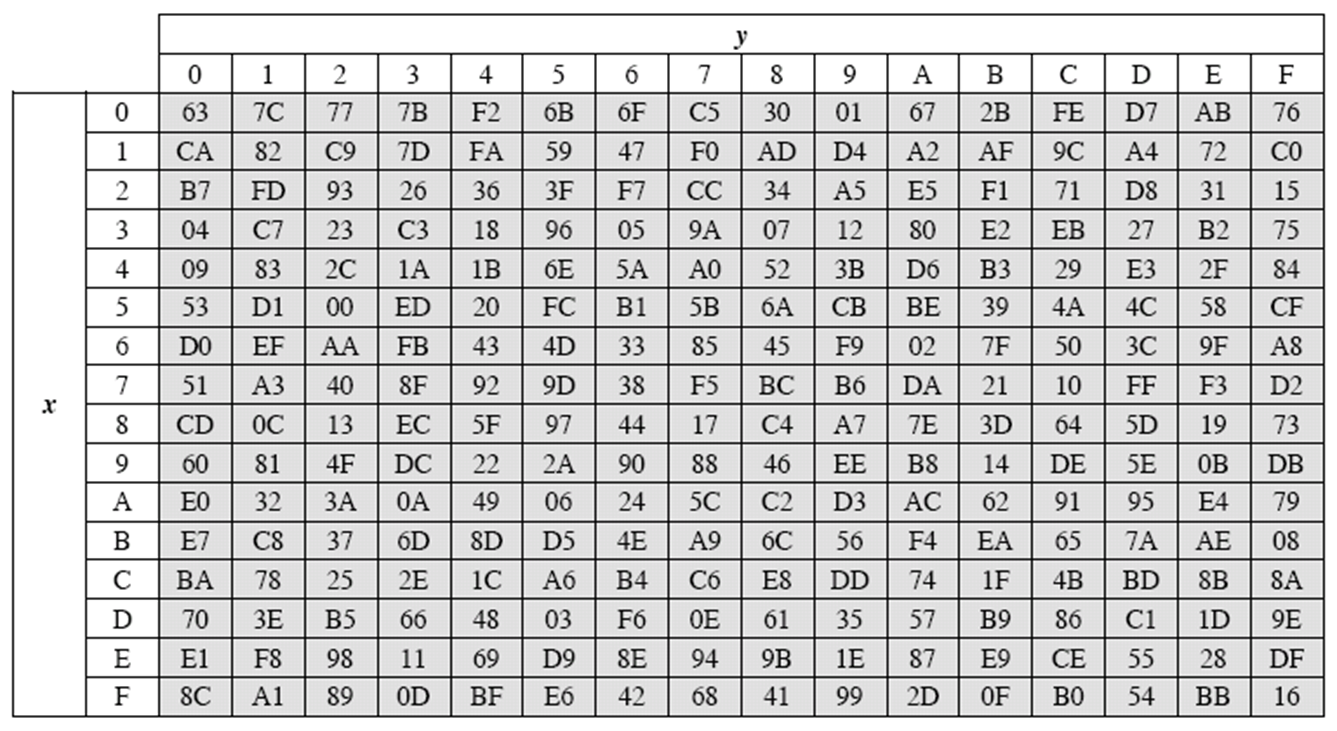 y
0 1 2 3 4 5 6 7 8 9 A B C D E F
0 63 7C 77 7B F2 6B 6F C5 30 01 67 2B FE D7 AB 76
1 CA 82 C9 7D FA 59 47 F0 AD D4 A2 AF 9C A4 72 C0
2 B7 FD 93 26 36 3F F7 CC 34 A5 E5 F1 71 D8 31 15
3 04 C7 23 C3 18 96 05 9A 07 12 80 E2 EB 27 B2 75
4 09 83 2C 1A 1B 6E 5A A0 52 3B D6 B3 29 E3 2F 84
5 53 D1 00 ED 20 FC B1 5B 6A CB BE 39 4A 4C 58 CF
6 D0 EF AA FB 43 4D 33 85 45 F9 02 7F 50 3C 9F A8
x 7 51 A3 40 8F 92 9D 38 F5 BC B6 DA 21 10 FF F3 D2
8 CD 0C 13 EC 5F 97 44 17 C4 A7 7E 3D 64 5D 19 73
9 60 81 4F DC 22 2A 90 88 46 EE B8 14 DE 5E 0B DB
A E0 32 3A 0A 49 06 24 5C C2 D3 AC 62 91 95 E4 79
B E7 C8 37 6D 8D D5 4E A9 6C 56 F4 EA 65 7A AE 08
C BA 78 25 2E 1C A6 B4 C6 E8 DD 74 1F 4B BD 8B 8A
D 70 3E B5 66 48 03 F6 0E 61 35 57 B9 86 C1 1D 9E
E E1 F8 98 11 69 D9 8E 94 9B 1E 87 E9 CE 55 28 DF
F 8C A1 89 0D BF E6 42 68 41 99 2D 0F B0 54 BB 16